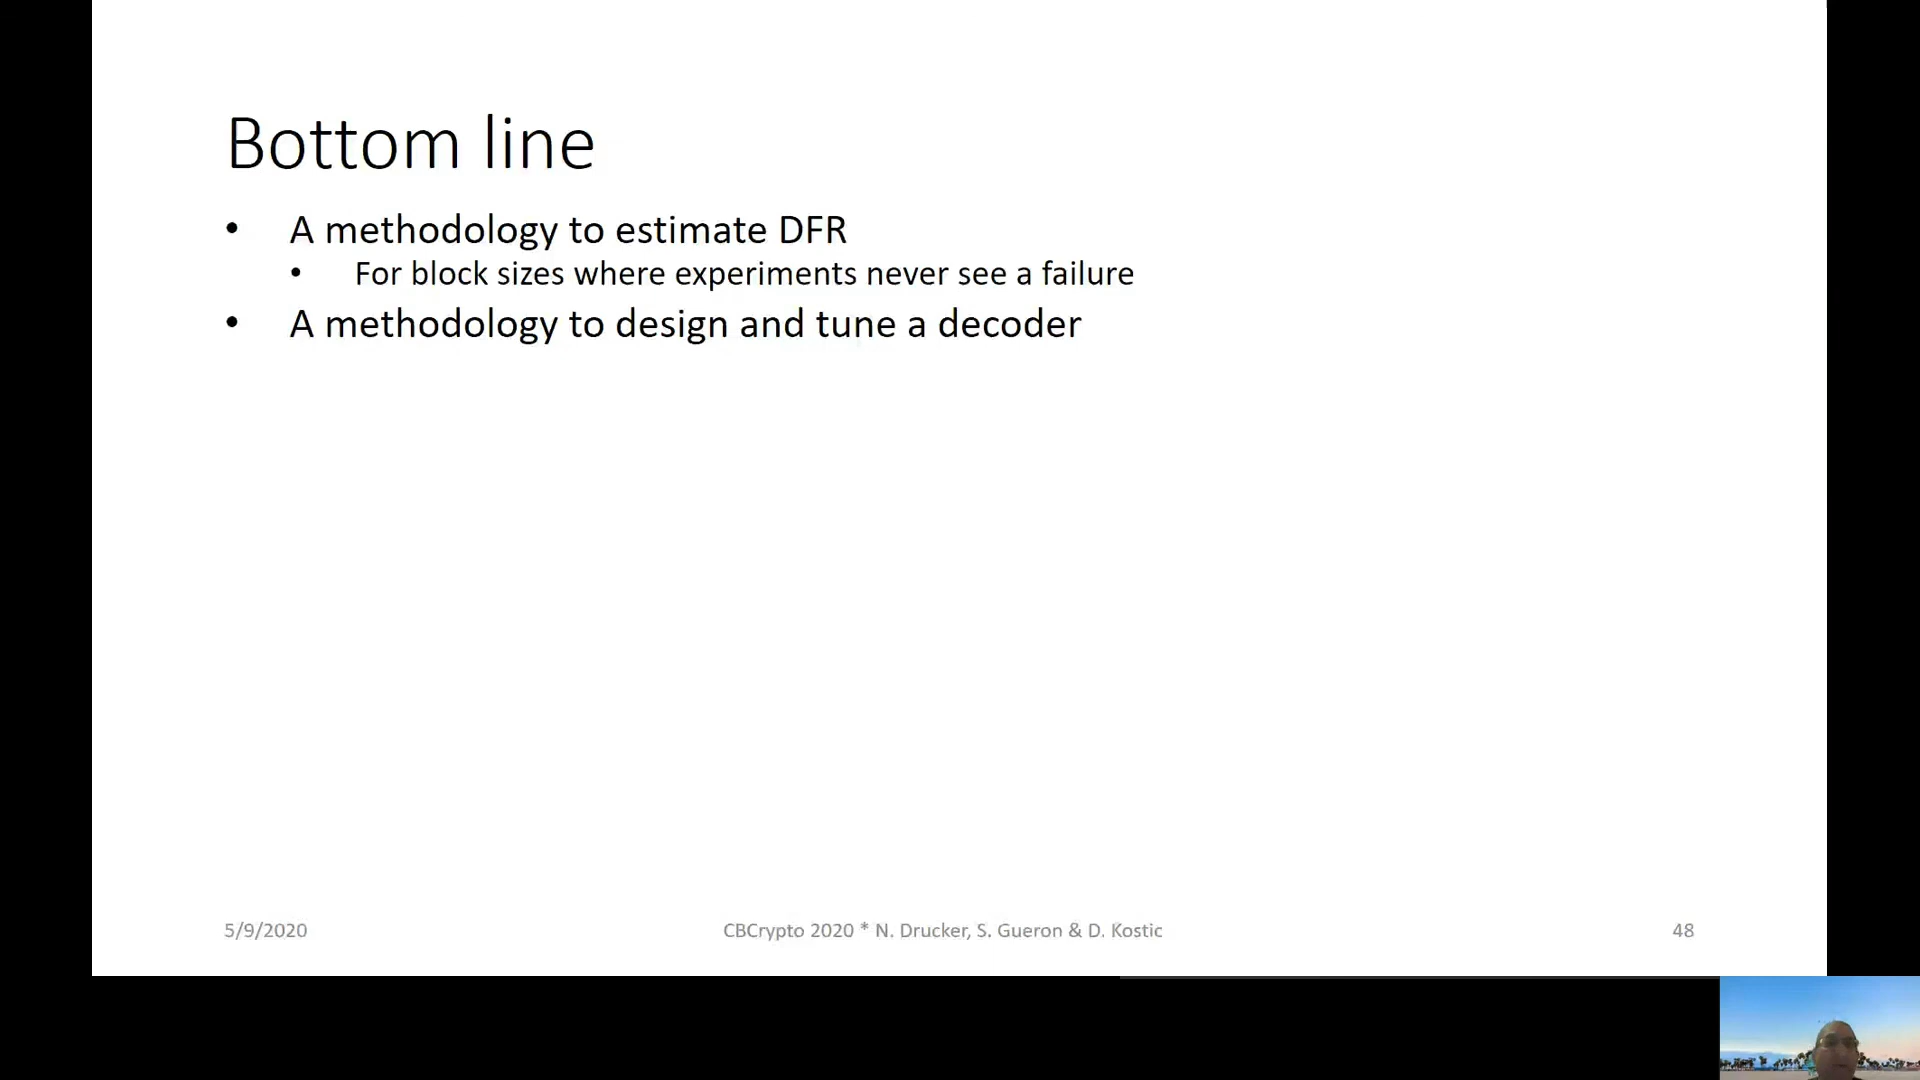 Bottom line
• A methodology to estimate DFR
• For block sizes where experiments never see a failure
• A methodology to design and tune a decoder
5/9/2020
CBCrypto 2020 * N. Drucker, S. Gueron & D. Kostic
48